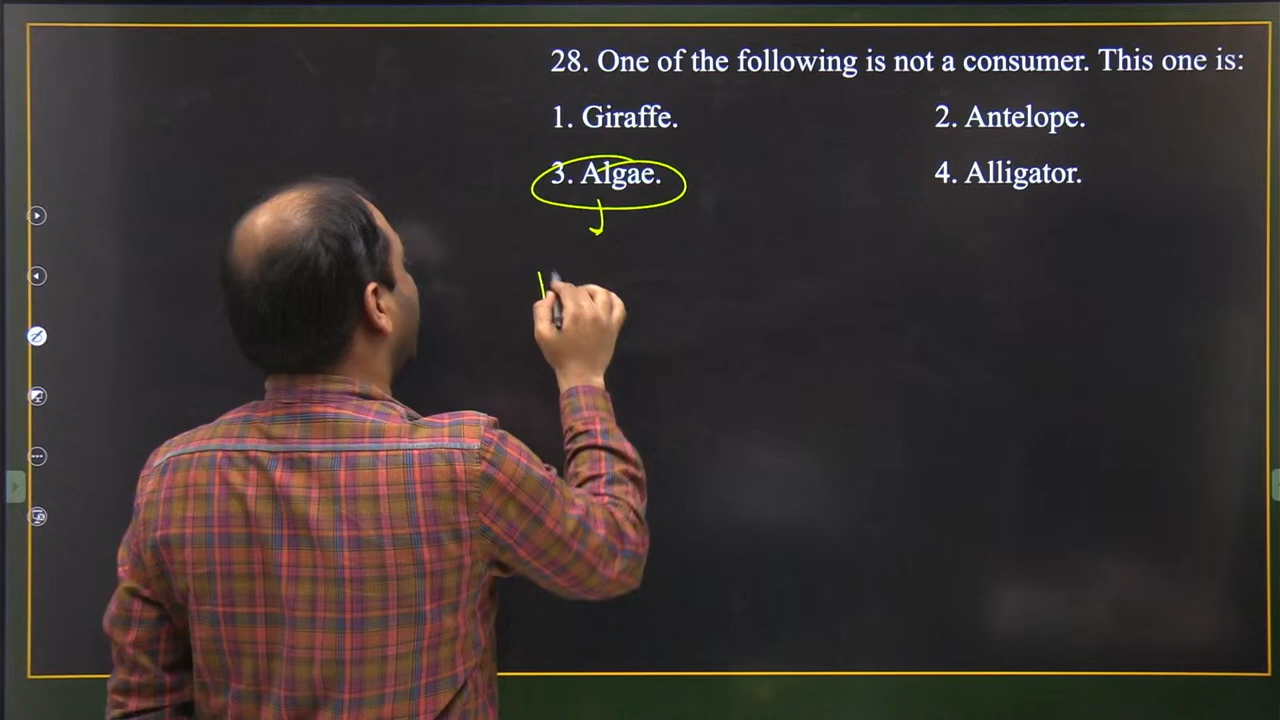 28. One of the following is not a consumer. This one is:
1. Giraffe. 2. Antelope.
3. Algae. 4. Alligator.